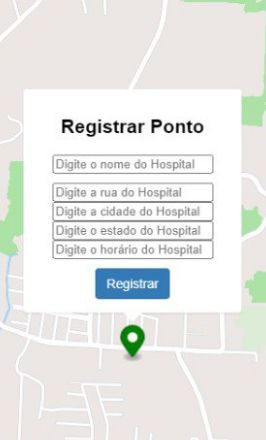 Registrar Ponto
Digite o nome do Hospital
Digite a rua do Hospital
Digite a cidade do Hospital
Digite o estado do Hospital
Digite o horário do Hospital
Registrar